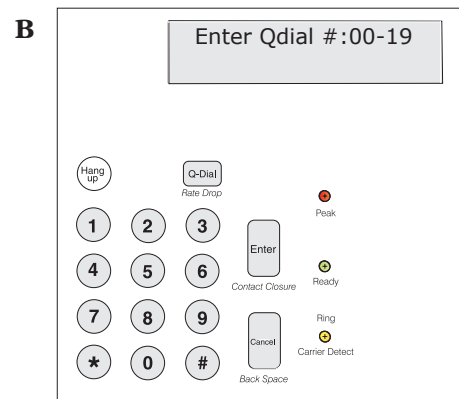 B
Enter Qdial #:00-19
Hang
up
Q-Dial
Rate Drop
Peak
1 2 3
Enter
4 5 6
Contact Closure
Ready
7 8 9
Ring
Cancel
Carrier Detect
* 0 #
Back Space